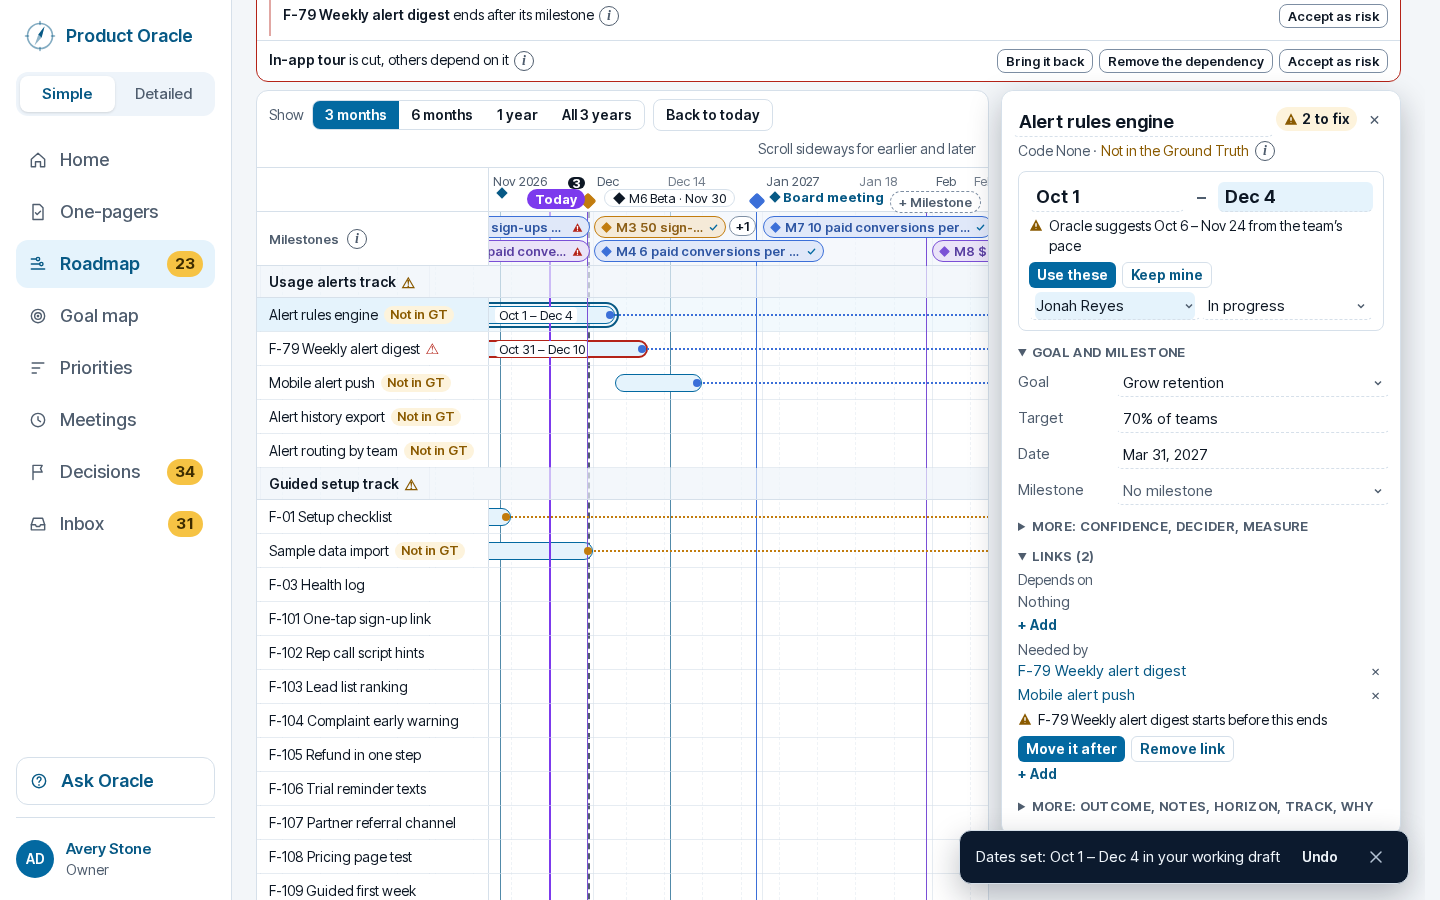 Product Oracle
Simple
Detailed
Home
One-pagers
Roadmap
23
Goal map
Priorities
Meetings
Decisions
34
Inbox
31
Ask Oracle
AD
Avery Stone
Owner
F-79 Weekly alert digest ends after its milestone
Accept as risk
In-app tour is cut, others depend on it
Bring it back
Remove the dependency
Accept as risk
Show
3 months
6 months
1 year
All 3 years
Back to today
Scroll sideways for earlier and later
Nov 2026
3
Dec
Dec 14
Jan 2027
Jan 18
Feb
Fe
Today
M6 Beta · Nov 30
Board meeting
+ Milestone
Milestones
sign-ups ...
M3 50 sign-...
+1
M7 10 paid conversions per...
paid conve...
M4 6 paid conversions per ...
M8 $
Usage alerts track
Alert rules engine Not in GT
Oct 1 – Dec 4
F-79 Weekly alert digest
Oct 31 – Dec 10
Mobile alert push Not in GT
Alert history export Not in GT
Alert routing by team Not in GT
Guided setup track
F-01 Setup checklist
Sample data import Not in GT
F-03 Health log
F-101 One-tap sign-up link
F-102 Rep call script hints
F-103 Lead list ranking
F-104 Complaint early warning
F-105 Refund in one step
F-106 Trial reminder texts
F-107 Partner referral channel
F-108 Pricing page test
F-109 Guided first week
Alert rules engine
2 to fix
Code None · Not in the Ground Truth
Oct 1 – Dec 4
Oracle suggests Oct 6 – Nov 24 from the team's
pace
Use these
Keep mine
Jonah Reyes
In progress
GOAL AND MILESTONE
Goal
Grow retention
Target
70% of teams
Date
Mar 31, 2027
Milestone
No milestone
MORE: CONFIDENCE, DECIDER, MEASURE
LINKS (2)
Depends on
Nothing
+ Add
Needed by
F-79 Weekly alert digest
Mobile alert push
F-79 Weekly alert digest starts before this ends
Move it after
Remove link
+ Add
MORE: OUTCOME, NOTES, HORIZON, TRACK, WHY
Dates set: Oct 1 – Dec 4 in your working draft
Undo